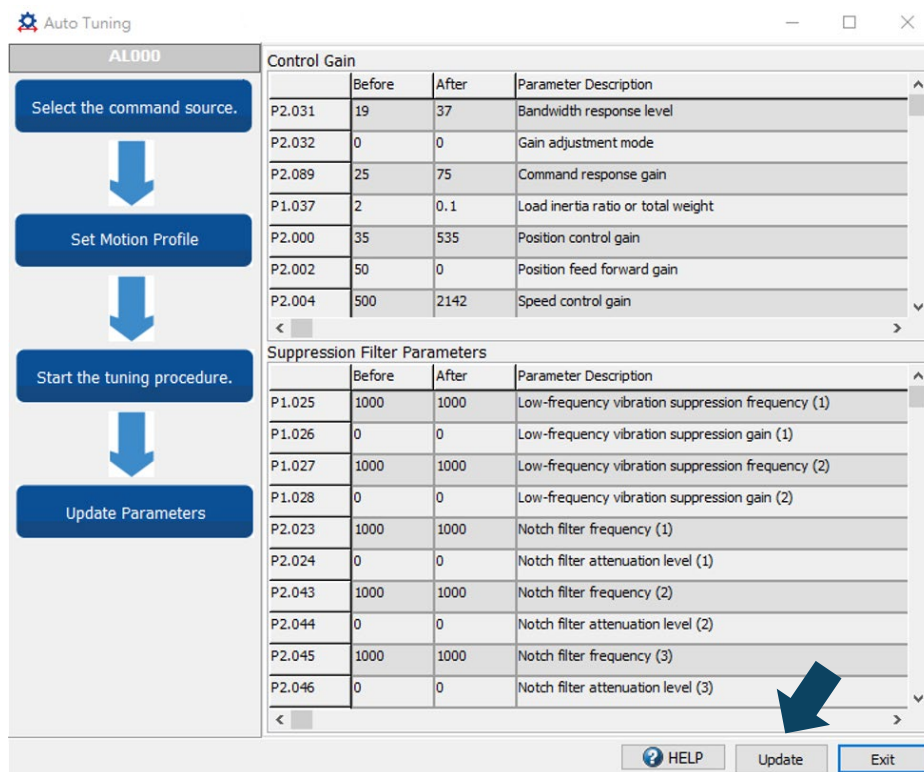 Auto Tuning
AL000
Select the command source.
Set Motion Profile
Start the tuning procedure.
Update Parameters
Control Gain
Before After Parameter Description
P2.031 19 37 Bandwidth response level
P2.032 0 0 Gain adjustment mode
P2.089 25 75 Command response gain
P1.037 2 0.1 Load inertia ratio or total weight
P2.000 35 535 Position control gain
P2.002 50 0 Position feed forward gain
P2.004 500 2142 Speed control gain
Suppression Filter Parameters
Before After Parameter Description
P1.025 1000 1000 Low-frequency vibration suppression frequency (1)
P1.026 0 0 Low-frequency vibration suppression gain (1)
P1.027 1000 1000 Low-frequency vibration suppression frequency (2)
P1.028 0 0 Low-frequency vibration suppression gain (2)
P2.023 1000 1000 Notch filter frequency (1)
P2.024 0 0 Notch filter attenuation level (1)
P2.043 1000 1000 Notch filter frequency (2)
P2.044 0 0 Notch filter attenuation level (2)
P2.045 1000 1000 Notch filter frequency (3)
P2.046 0 0 Notch filter attenuation level (3)
HELP Update Exit